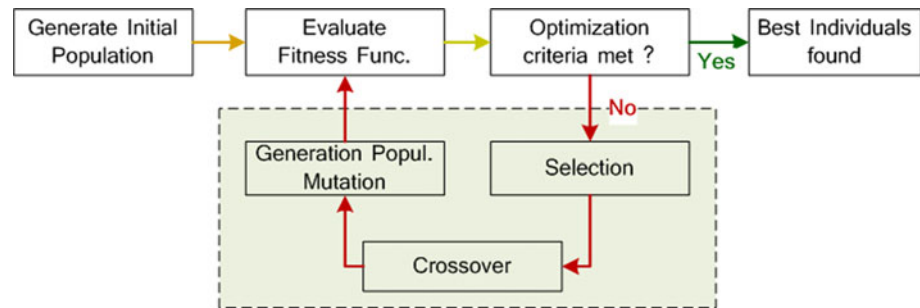 Generate Initial
Population
Evaluate
Fitness Func.
Optimization
criteria met ?
Yes
Best Individuals
found
No
Generation Popul.
Mutation
Selection
Crossover